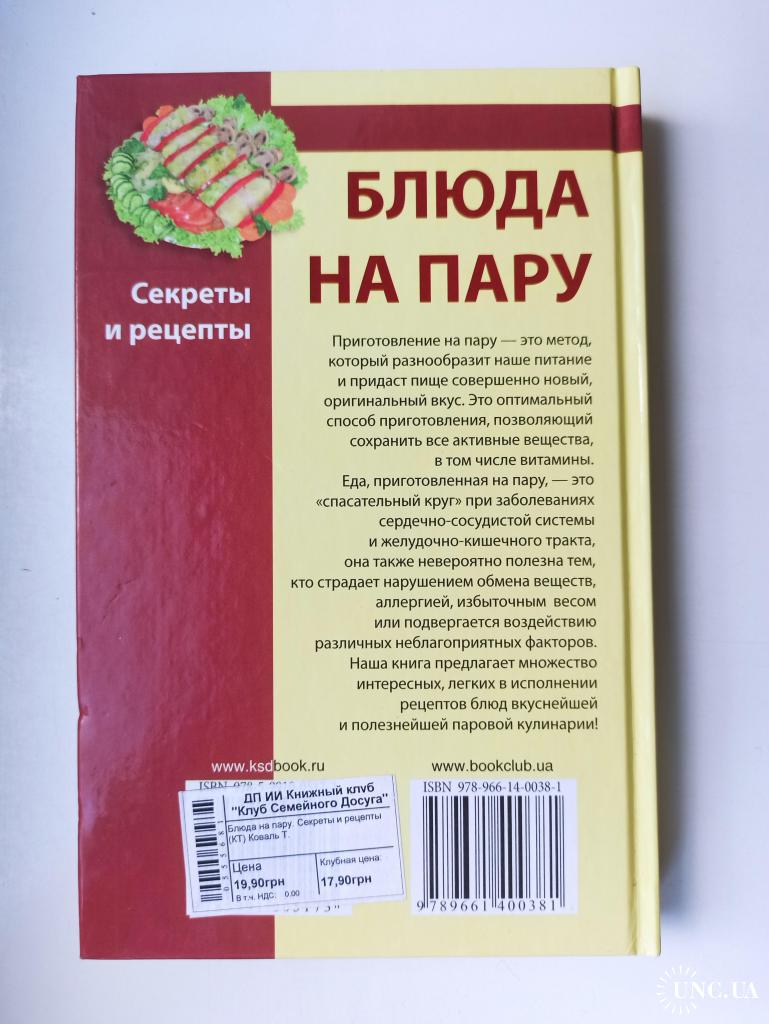 БЛЮДА
НА ПАРУ
Секреты
и рецепты
Приготовление на пару — это метод,
который разнообразит наше питание
и придаст пище совершенно новый,
оригинальный вкус. Это оптимальный
способ приготовления, позволяющий
сохранить все активные вещества,
в том числе витамины.
Еда, приготовленная на пару, — это
«спасательный круг» при заболеваниях
сердечно-сосудистой системы
и желудочно-кишечного тракта,
она также невероятно полезна тем,
кто страдает нарушением обмена веществ,
аллергией, избыточным весом
или подвергается воздействию
различных неблагоприятных факторов.
Наша книга предлагает множество
интересных, легких в исполнении
рецептов блюд вкуснейшей
и полезнейшей паровой кулинарии!
www.ksdbook.ru
www.bookclub.ua
ISBN
ДП ИИ Книжный клуб
"Клуб Семейного Досуга"
Блюда на пару. Секреты и рецепты
(КТ) Коваль Т.
Цена
19,90грн
В т.ч. НДС: 0.00
Клубная цена:
17,90грн
0555681
ISBN 978-966-14-0038-1
9 789661 400381
UNC.UA